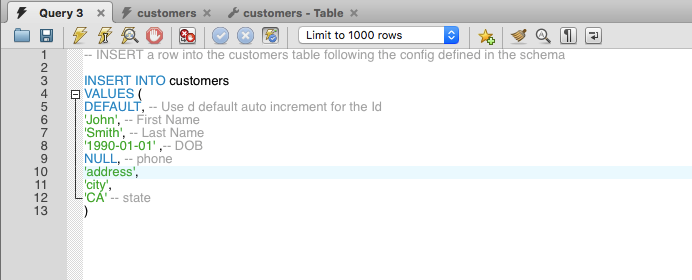 Query 3 customers customers - Table
Limit to 1000 rows
1 -- INSERT a row into the customers table following the config defined in the schema
2
3 INSERT INTO customers
4 VALUES (
5 DEFAULT, -- Use d default auto increment for the Id
6 'John', -- First Name
7 'Smith', -- Last Name
8 '1990-01-01' ,-- DOB
9 NULL, -- phone
10 'address',
11 'city',
12 'CA' -- state
13 )